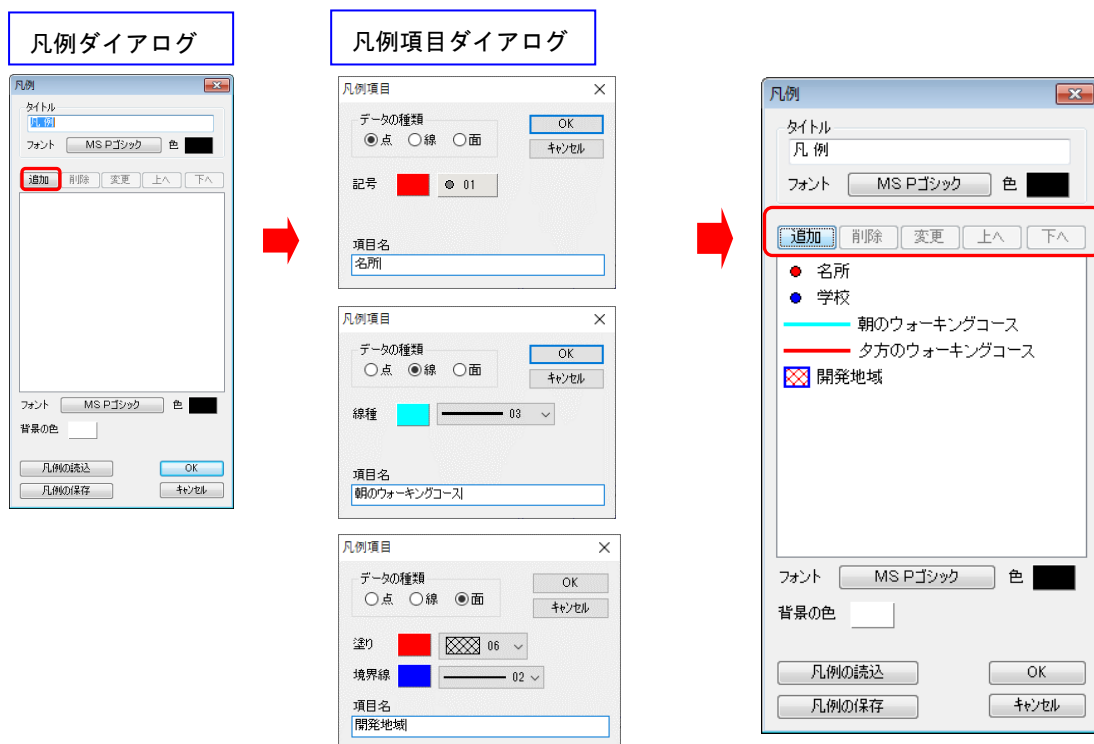 凡例ダイアログ
凡例
タイトル
凡 例
フォント MS Pゴシック 色
追加 削除 変更 上へ 下へ
フォント MS Pゴシック 色
背景の色
凡例の読込 OK
凡例の保存 キャンセル
凡例項目ダイアログ
凡例項目
データの種類
点 線 面
OK
キャンセル
記号 01
項目名
名所
凡例項目
データの種類
点 線 面
OK
キャンセル
線種 03
項目名
朝のウォーキングコース
凡例項目
データの種類
点 線 面
OK
キャンセル
塗り 06
境界線 02
項目名
開発地域
凡例
タイトル
凡 例
フォント MS Pゴシック 色
追加 削除 変更 上へ 下へ
名所
学校
朝のウォーキングコース
夕方のウォーキングコース
開発地域
フォント MS Pゴシック 色
背景の色
凡例の読込 OK
凡例の保存 キャンセル